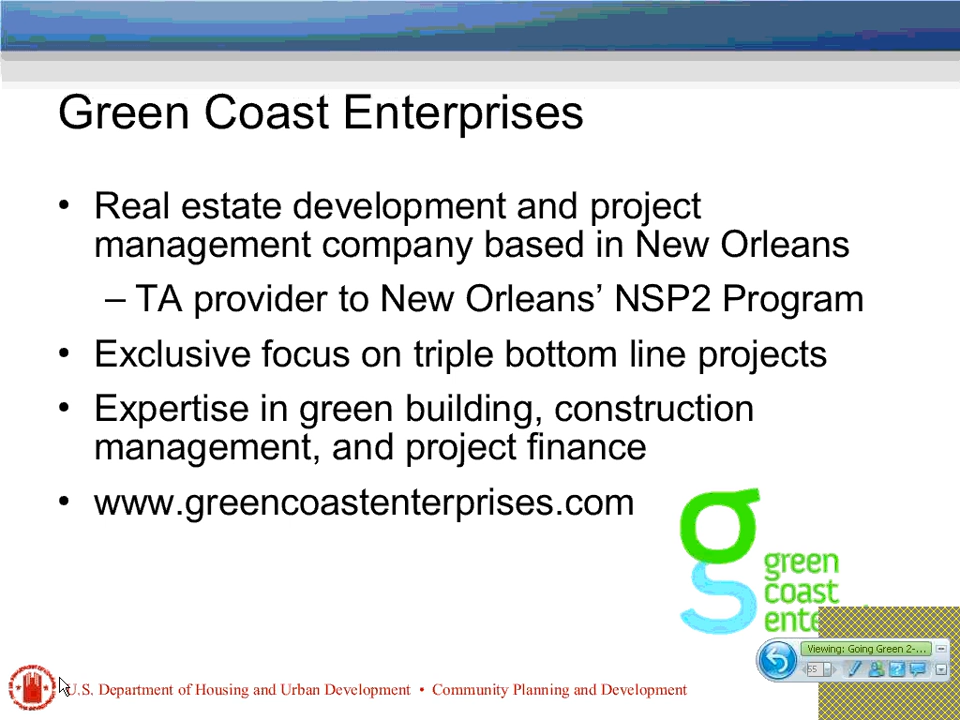 Green Coast Enterprises
• Real estate development and project
management company based in New Orleans
– TA provider to New Orleans’ NSP2 Program
• Exclusive focus on triple bottom line projects
• Expertise in green building, construction
management, and project finance
• www.greencoastenterprises.com
green
coast
ente
Viewing: Going Green 2-...
55
U.S. Department of Housing and Urban Development • Community Planning and Development